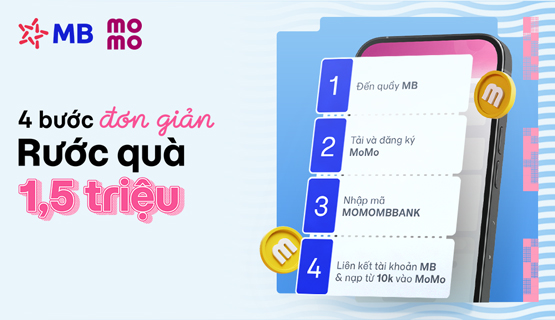 MB
mo
mo
4 bước đơn giản
Rước quà
1,5 triệu
1
Đến quầy MB
2
Tải và đăng ký
MoMo
3
Nhập mã
MOMOMBBANK
4
Liên kết tài khoản MB
& nạp từ 10k vào MoMo
m
m